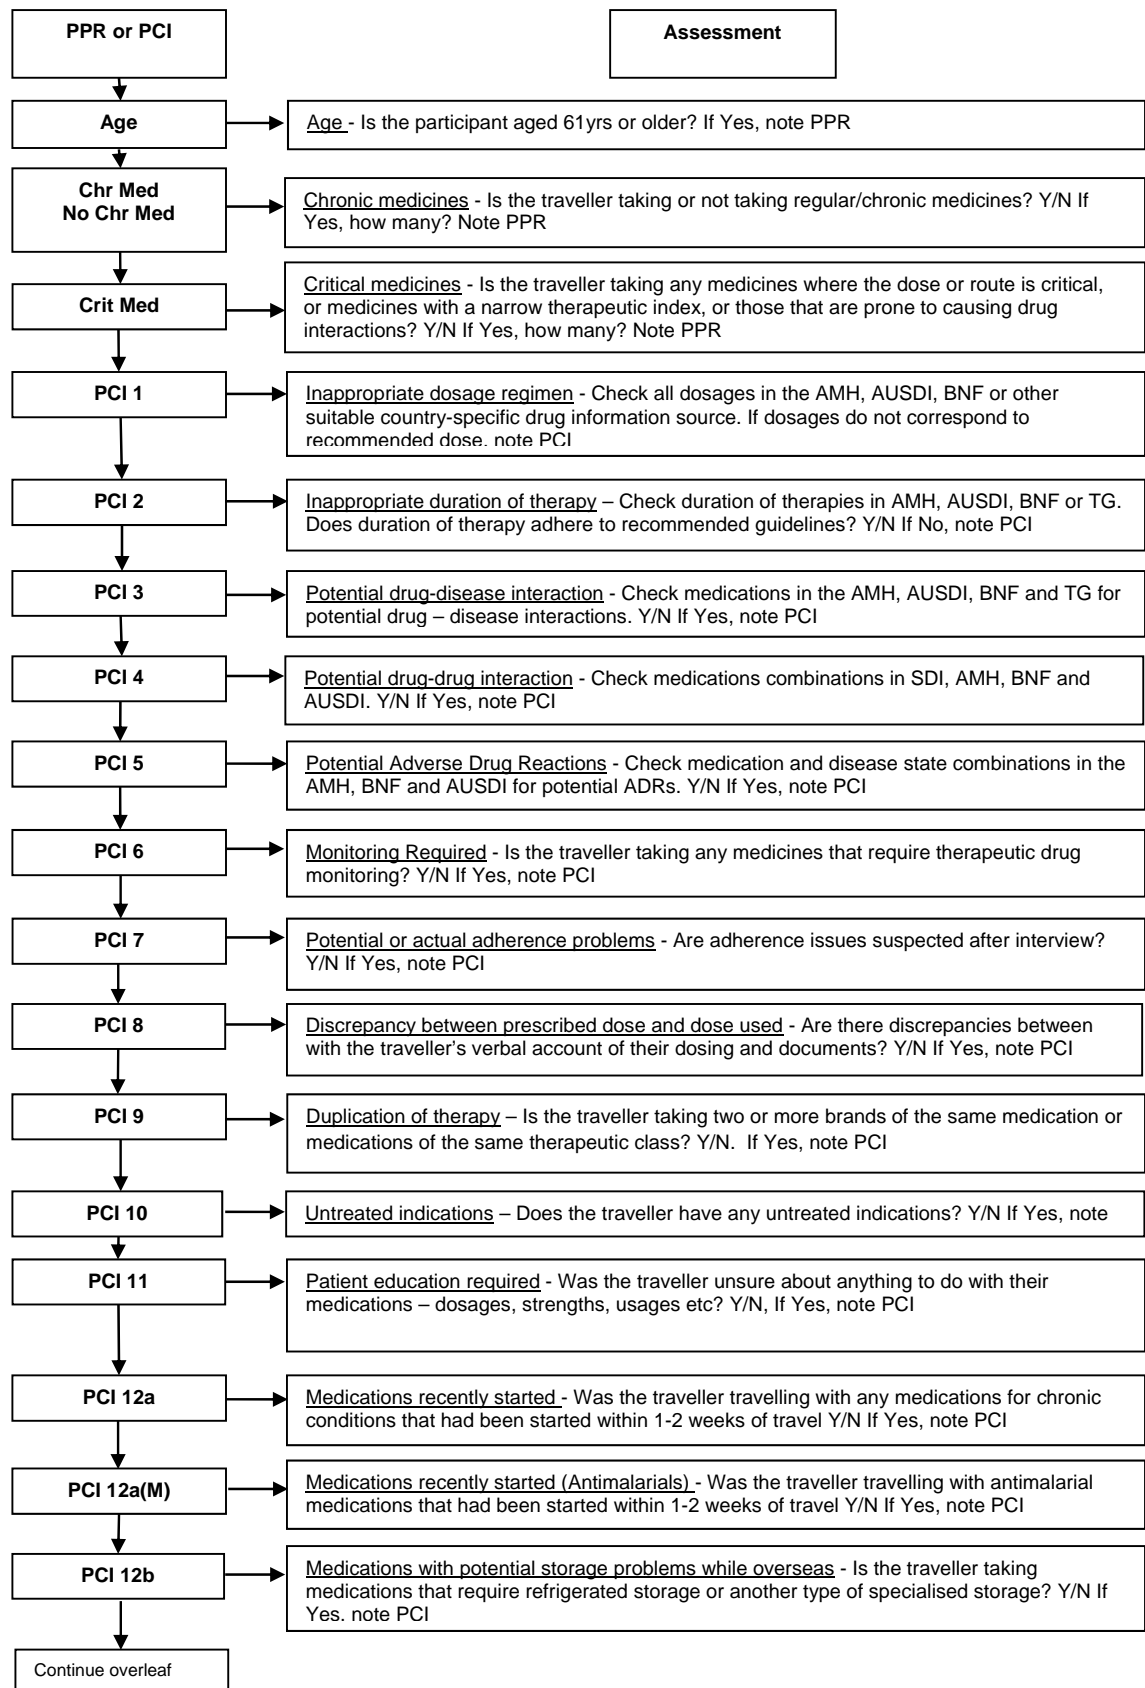 PPR or PCI
Assessment
Age
Age - Is the participant aged 61yrs or older? If Yes, note PPR
Chr Med
No Chr Med
Chronic medicines - Is the traveller taking or not taking regular/chronic medicines? Y/N If
Yes, how many? Note PPR
Crit Med
Critical medicines - Is the traveller taking any medicines where the dose or route is critical,
or medicines with a narrow therapeutic index, or those that are prone to causing drug
interactions? Y/N If Yes, how many? Note PPR
PCI 1
Inappropriate dosage regimen - Check all dosages in the AMH, AUSDI, BNF or other
suitable country-specific drug information source. If dosages do not correspond to
recommended dose, note PCI
PCI 2
Inappropriate duration of therapy – Check duration of therapies in AMH, AUSDI, BNF or TG.
Does duration of therapy adhere to recommended guidelines? Y/N If No, note PCI
PCI 3
Potential drug-disease interaction - Check medications in the AMH, AUSDI, BNF and TG for
potential drug – disease interactions. Y/N If Yes, note PCI
PCI 4
Potential drug-drug interaction - Check medications combinations in SDI, AMH, BNF and
AUSDI. Y/N If Yes, note PCI
PCI 5
Potential Adverse Drug Reactions - Check medication and disease state combinations in the
AMH, BNF and AUSDI for potential ADRs. Y/N If Yes, note PCI
PCI 6
Monitoring Required - Is the traveller taking any medicines that require therapeutic drug
monitoring? Y/N If Yes, note PCI
PCI 7
Potential or actual adherence problems - Are adherence issues suspected after interview?
Y/N If Yes, note PCI
PCI 8
Discrepancy between prescribed dose and dose used - Are there discrepancies between
with the traveller's verbal account of their dosing and documents? Y/N If Yes, note PCI
PCI 9
Duplication of therapy – Is the traveller taking two or more brands of the same medication or
medications of the same therapeutic class? Y/N. If Yes, note PCI
PCI 10
Untreated indications – Does the traveller have any untreated indications? Y/N If Yes, note
PCI 11
Patient education required - Was the traveller unsure about anything to do with their
medications – dosages, strengths, usages etc? Y/N, If Yes, note PCI
PCI 12a
Medications recently started - Was the traveller travelling with any medications for chronic
conditions that had been started within 1-2 weeks of travel Y/N If Yes, note PCI
PCI 12a(M)
Medications recently started (Antimalarials) - Was the traveller travelling with antimalarial
medications that had been started within 1-2 weeks of travel Y/N If Yes, note PCI
PCI 12b
Medications with potential storage problems while overseas - Is the traveller taking
medications that require refrigerated storage or another type of specialised storage? Y/N If
Yes, note PCI
Continue overleaf